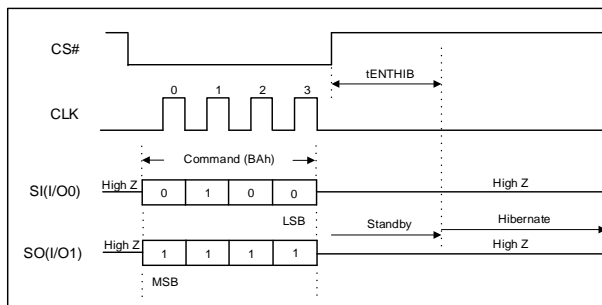 CS#
tENTHIB
0 1 2 3
CLK
Command (BAh)
High Z
High Z
SI(I/O0)
0 1 0 0
LSB
Standby
Hibernate
High Z
High Z
SO(I/O1)
1 1 1 1
MSB